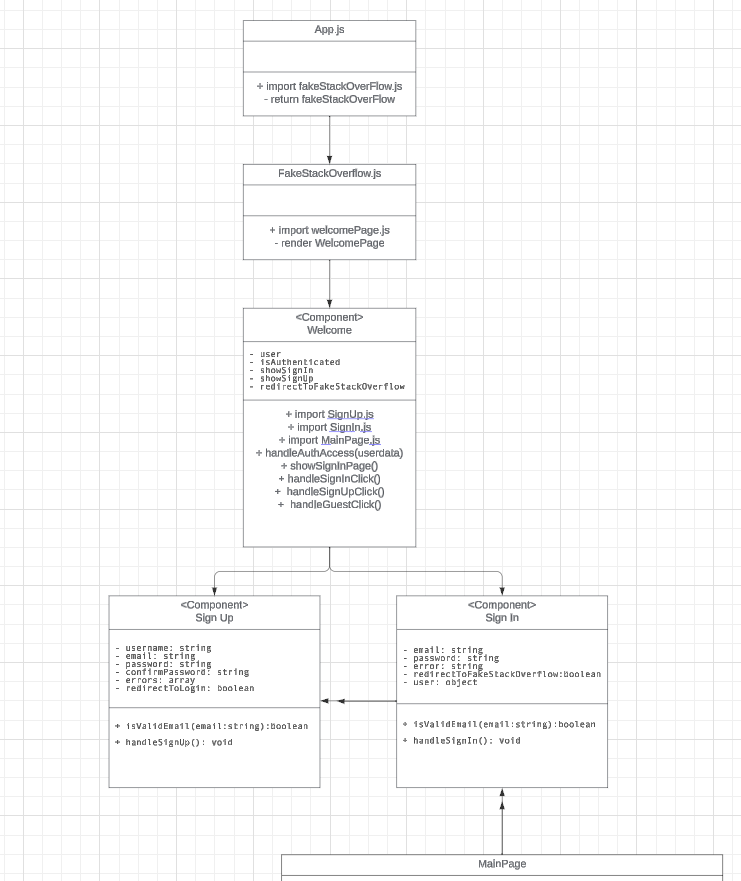 App.js
+ import fakeStackOverFlow.js
- return fakeStackOverFlow
FakeStackOverflow.js
+ import welcomePage.js
- render WelcomePage
<Component>
Welcome
- user
- isAuthenticated
- showSignIn
- showSignUp
- redirectToFakeStackOverflow
+ import SignUp.js
+ import SignIn.js
+ import MainPage.js
+ handleAuthAccess(userdata)
+ showSignInPage()
+ handleSignInClick()
+ handleSignUpClick()
+ handleGuestClick()
<Component>
Sign Up
- username: string
- email: string
- password: string
- confirmPassword: string
- errors: array
- redirectToLogin: boolean
+ isValidEmail(email:string):boolean
+ handleSignUp(): void
<Component>
Sign In
- email: string
- password: string
- error: string
- redirectToFakeStackOverflow:boolean
- user: object
+ isValidEmail(email:string):boolean
+ handleSignIn(): void
MainPage